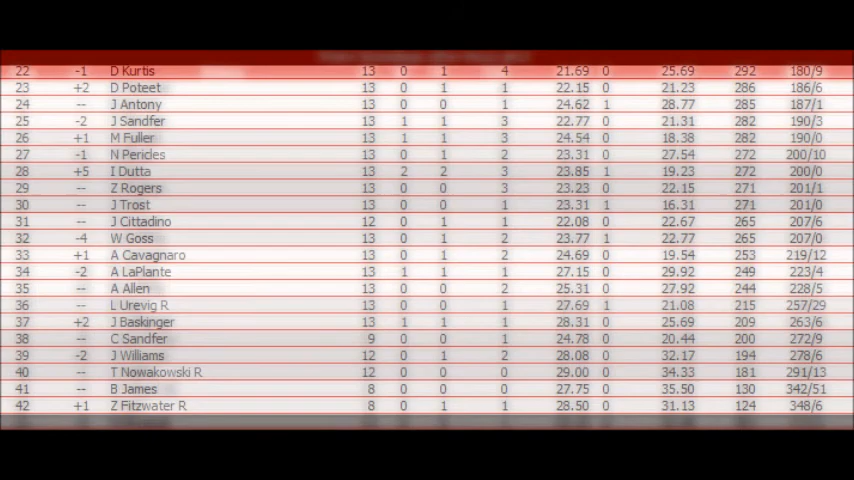 22 -1 D Kurtis 13 0 1 4 21.69 0 25.69 292 180/9
23 +2 D Poteet 13 0 1 1 22.15 0 21.23 286 186/6
24 -- J Antony 13 0 0 1 24.62 1 28.77 285 187/1
25 -2 J Sandfer 13 1 1 3 22.77 0 21.31 282 190/3
26 +1 M Fuller 13 1 1 3 24.54 0 18.38 282 190/0
27 -1 N Pericles 13 0 1 2 23.31 0 27.54 272 200/10
28 +5 I Dutta 13 2 2 3 23.85 1 19.23 272 200/0
29 -- Z Rogers 13 0 0 3 23.23 0 22.15 271 201/1
30 -- J Trost 13 0 0 1 23.31 1 16.31 271 201/0
31 -- J Cittadino 12 0 1 1 22.08 0 22.67 265 207/6
32 -4 W Goss 13 0 1 2 23.77 1 22.77 265 207/0
33 +1 A Cavagnaro 13 0 1 2 24.69 0 19.54 253 219/12
34 -2 A LaPlante 13 1 1 1 27.15 0 29.92 249 223/4
35 -- A Allen 13 0 0 2 25.31 0 27.92 244 228/5
36 -- L Urevig R 13 0 0 1 27.69 1 21.08 215 257/29
37 +2 J Baskinger 13 1 1 1 28.31 0 25.69 209 263/6
38 -- C Sandfer 9 0 0 1 24.78 0 20.44 200 272/9
39 -2 J Williams 12 0 1 2 28.08 0 32.17 194 278/6
40 -- T Nowakowski R 12 0 0 0 29.00 0 34.33 181 291/13
41 -- B James 8 0 0 0 27.75 0 35.50 130 342/51
42 +1 Z Fitzwater R 8 0 1 1 28.50 0 31.13 124 348/6